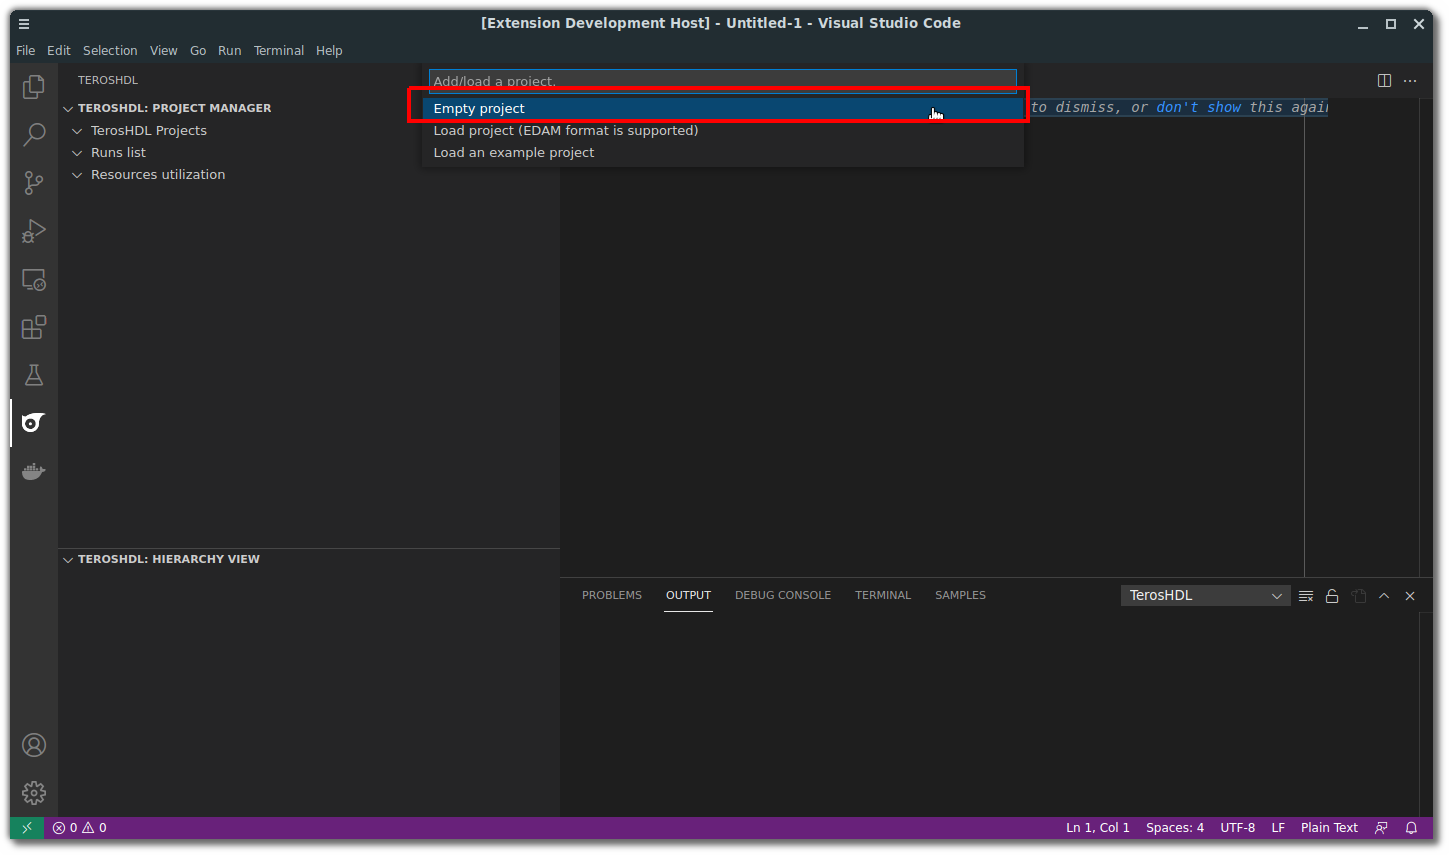 [Extension Development Host] - Untitled-1 - Visual Studio Code
File Edit Selection View Go Run Terminal Help
TEROSHDL
Add/load a project.
TEROSHDL: PROJECT MANAGER
Empty project
to dismiss, or don't show this again
TerosHDL Projects
Load project (EDAM format is supported)
Runs list
Load an example project
Resources utilization
TEROSHDL: HIERARCHY VIEW
PROBLEMS OUTPUT DEBUG CONSOLE TERMINAL SAMPLES TerosHDL
0 0 Ln 1, Col 1 Spaces: 4 UTF-8 LF Plain Text